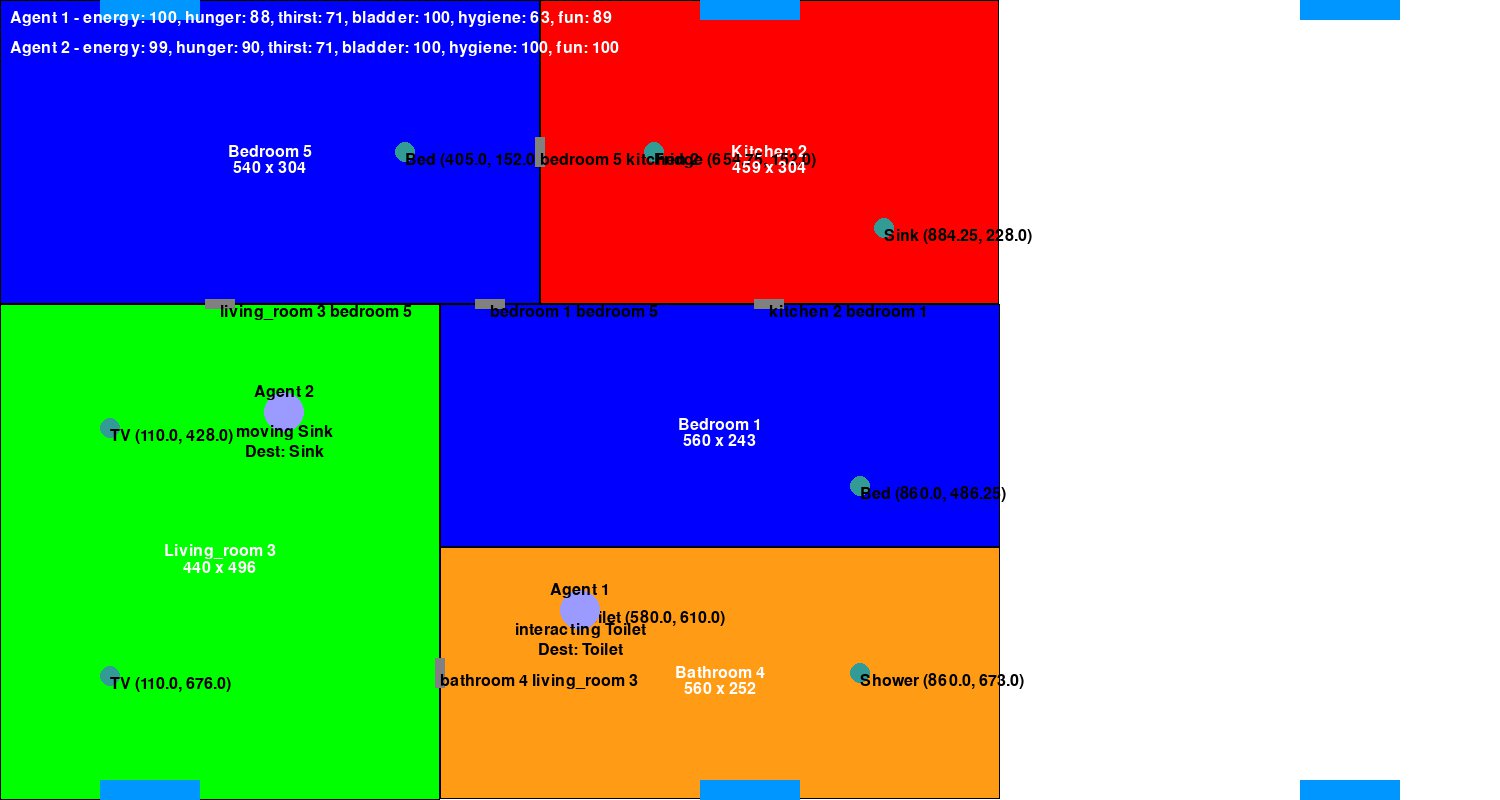 Agent 1 - energy: 100, hunger: 88, thirst: 71, bladder: 100, hygiene: 63, fun: 89
Agent 2 - energy: 99, hunger: 90, thirst: 71, bladder: 100, hygiene: 100, fun: 100
Bedroom 5
540 x 304
Bed (405.0, 152.0
bedroom 5 kitchen 2
Fridge (654.75, 152.0)
Kitchen 2
459 x 304
Sink (884.25, 228.0)
living_room 3 bedroom 5
bedroom 1 bedroom 5
kitchen 2 bedroom 1
Agent 2
moving Sink
Dest: Sink
TV (110.0, 428.0)
Bedroom 1
560 x 243
Bed (860.0, 486.25)
Living_room 3
440 x 496
Agent 1
ilet (580.0, 610.0)
interacting Toilet
Dest: Toilet
Bathroom 4
560 x 252
TV (110.0, 676.0)
bathroom 4 living_room 3
Shower (860.0, 673.0)